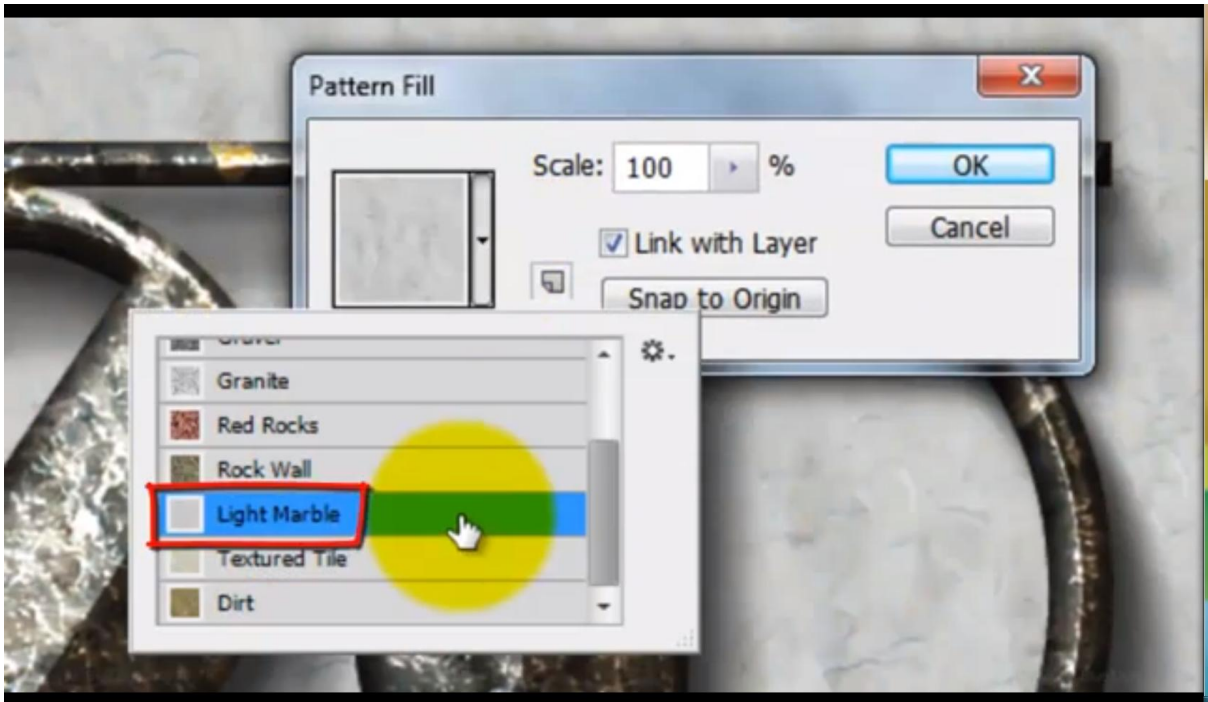 Pattern Fill
Scale: 100 %
OK
Link with Layer
Cancel
Snap to Origin
Gravel
Granite
Red Rocks
Rock Wall
Light Marble
Textured Tile
Dirt